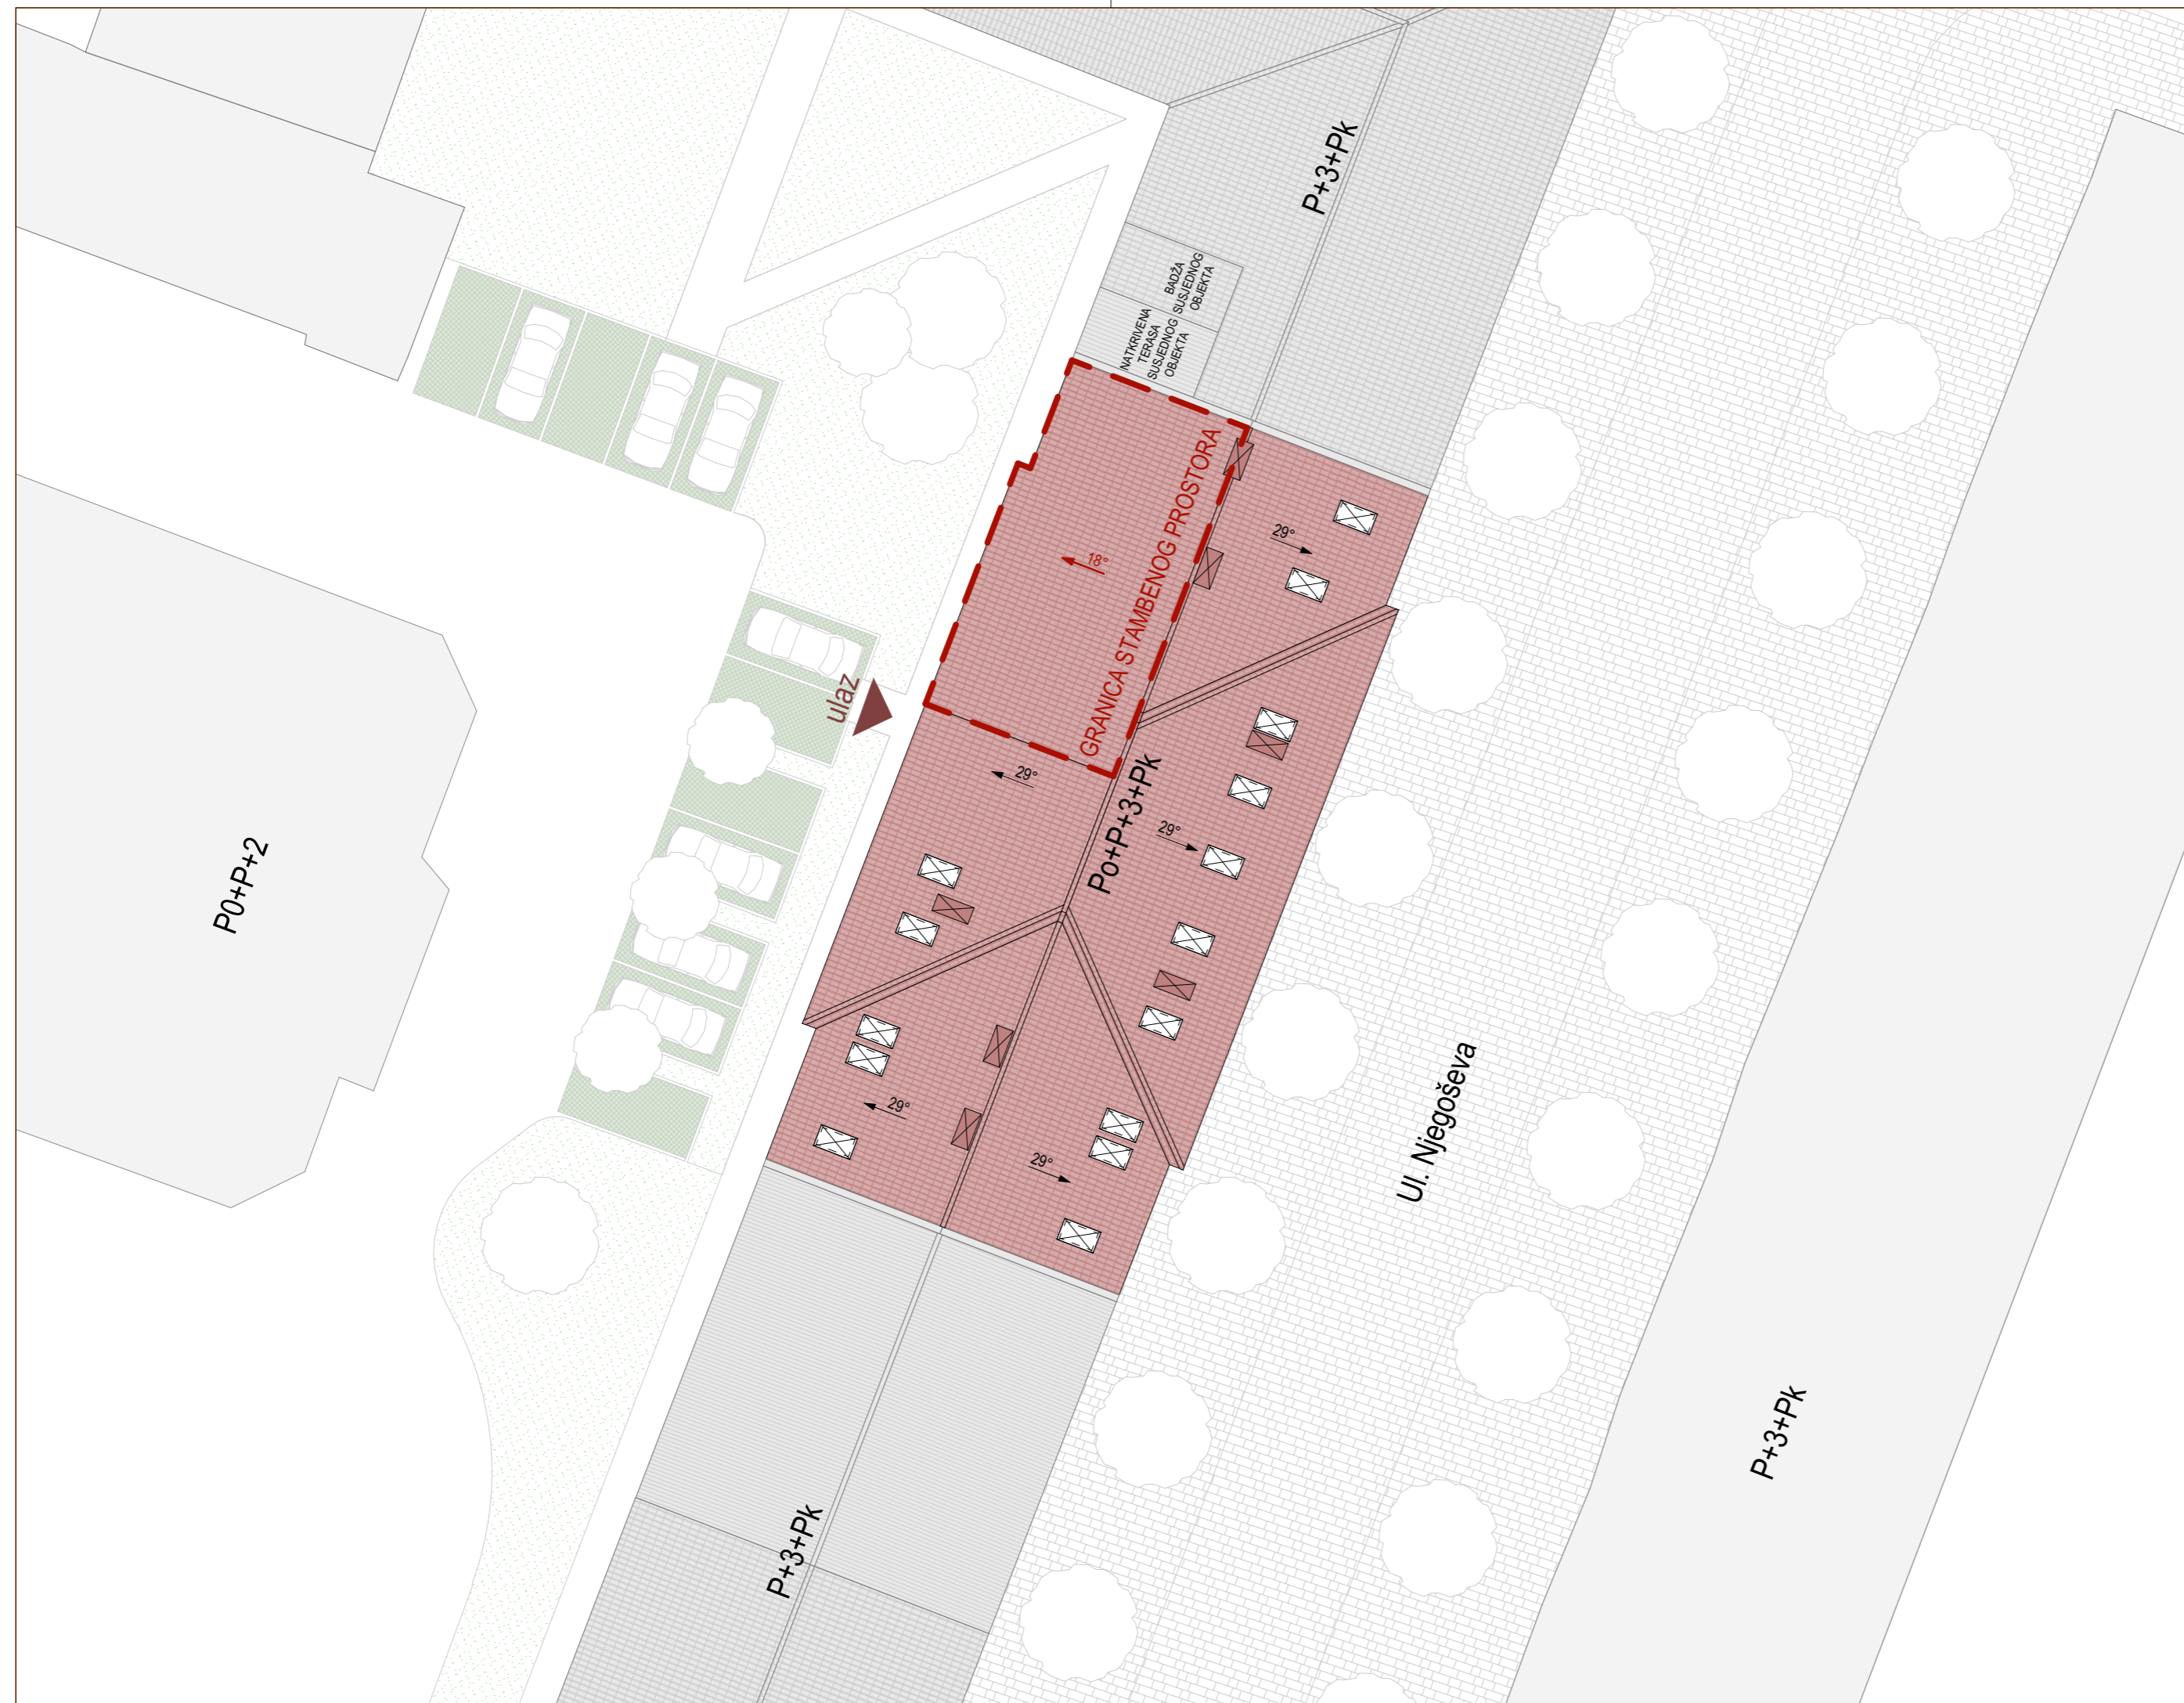 P+3+Pk
BADŽA
SUSJEDNOG
OBJEKTA
NATKRIVENA
TERASA
SUSJEDNOG
OBJEKTA
GRANICA STAMBENOG PROSTORA
29°
18°
ulaz
29°
Po+P+3+Pk
29°
P0+P+2
29°
29°
Ul. Njegoševa
P+3+Pk
P+3+Pk